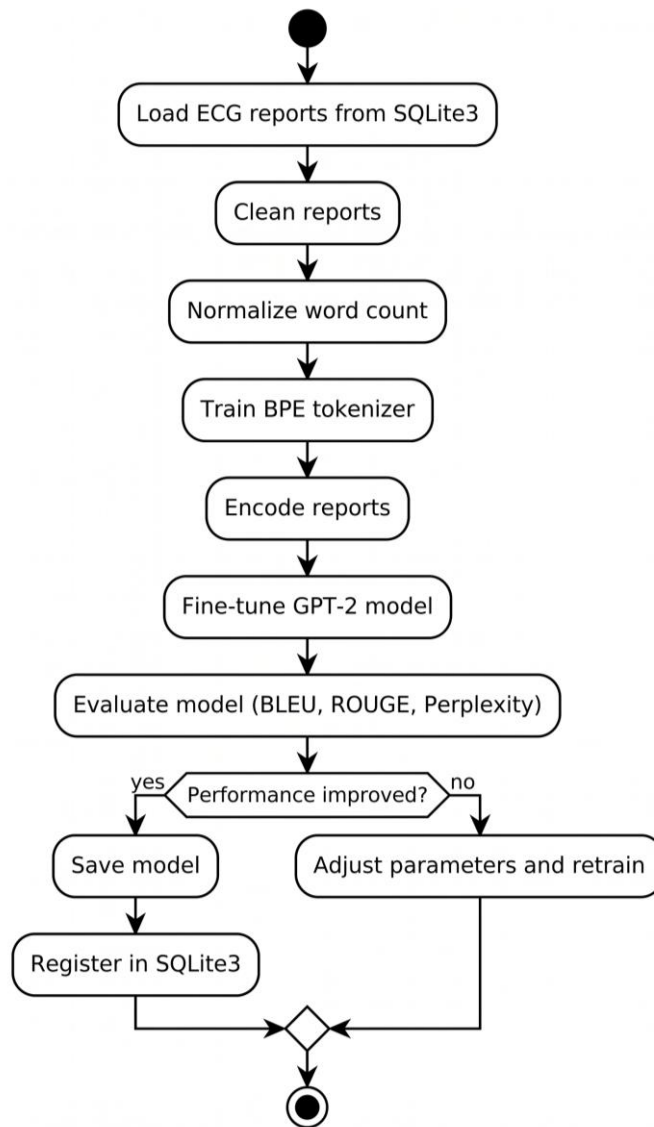 Load ECG reports from SQLite3
Clean reports
Normalize word count
Train BPE tokenizer
Encode reports
Fine-tune GPT-2 model
Evaluate model (BLEU, ROUGE, Perplexity)
yes
Performance improved?
no
Save model
Adjust parameters and retrain
Register in SQLite3